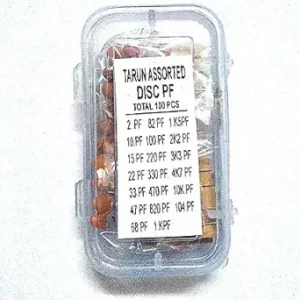 TARUN ASSORTED
DISC PF
TOTAL 100 PCS
2 PF 82 PF 1 K5PF
10 PF 100 PF 2K2 PF
15 PF 220 PF 3K3 PF
22 PF 330 PF 4K7 PF
33 PF 470 PF 10K PF
47 PF 820 PF 104 PF
68 PF 1 KPF